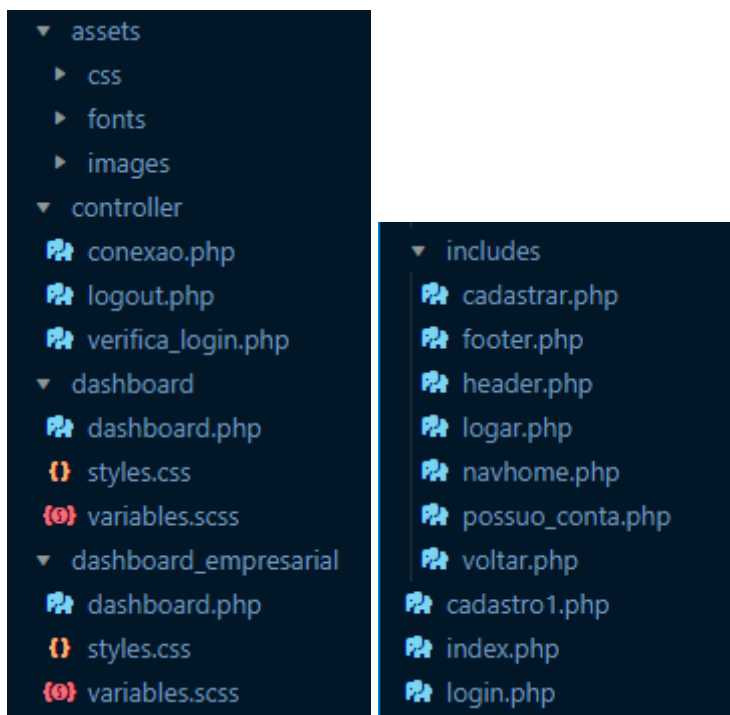 assets
css
fonts
images
controller
conexao.php
logout.php
verifica_login.php
dashboard
dashboard.php
styles.css
variables.scss
dashboard_empresarial
dashboard.php
styles.css
variables.scss
includes
cadastrar.php
footer.php
header.php
logar.php
navhome.php
possuo_conta.php
voltar.php
cadastro1.php
index.php
login.php